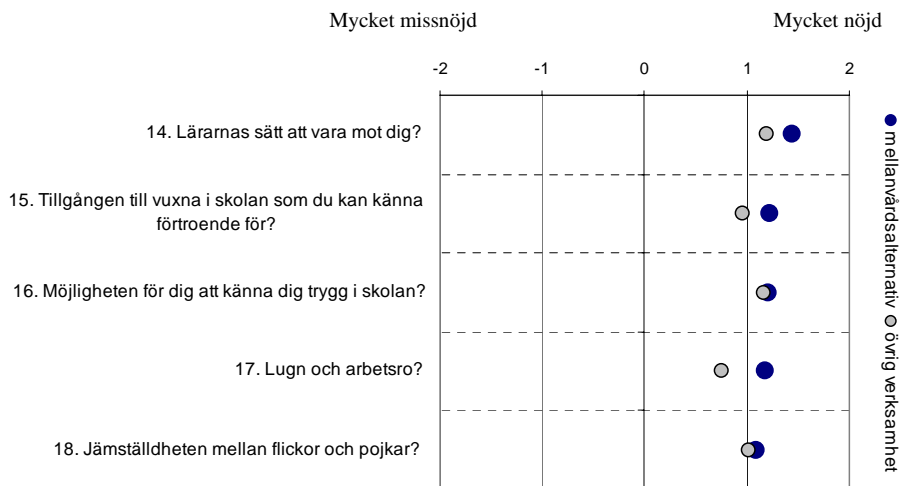 Mycket missnöjd Mycket nöjd
-2 -1 0 1 2
14. Lärarnas sätt att vara mot dig?
15. Tillgången till vuxna i skolan som du kan känna
förtroende för?
16. Möjligheten för dig att känna dig trygg i skolan?
17. Lugn och arbetsro?
18. Jämställdheten mellan flickor och pojkar?
mellanvårdsalternativ övrig verksamhet